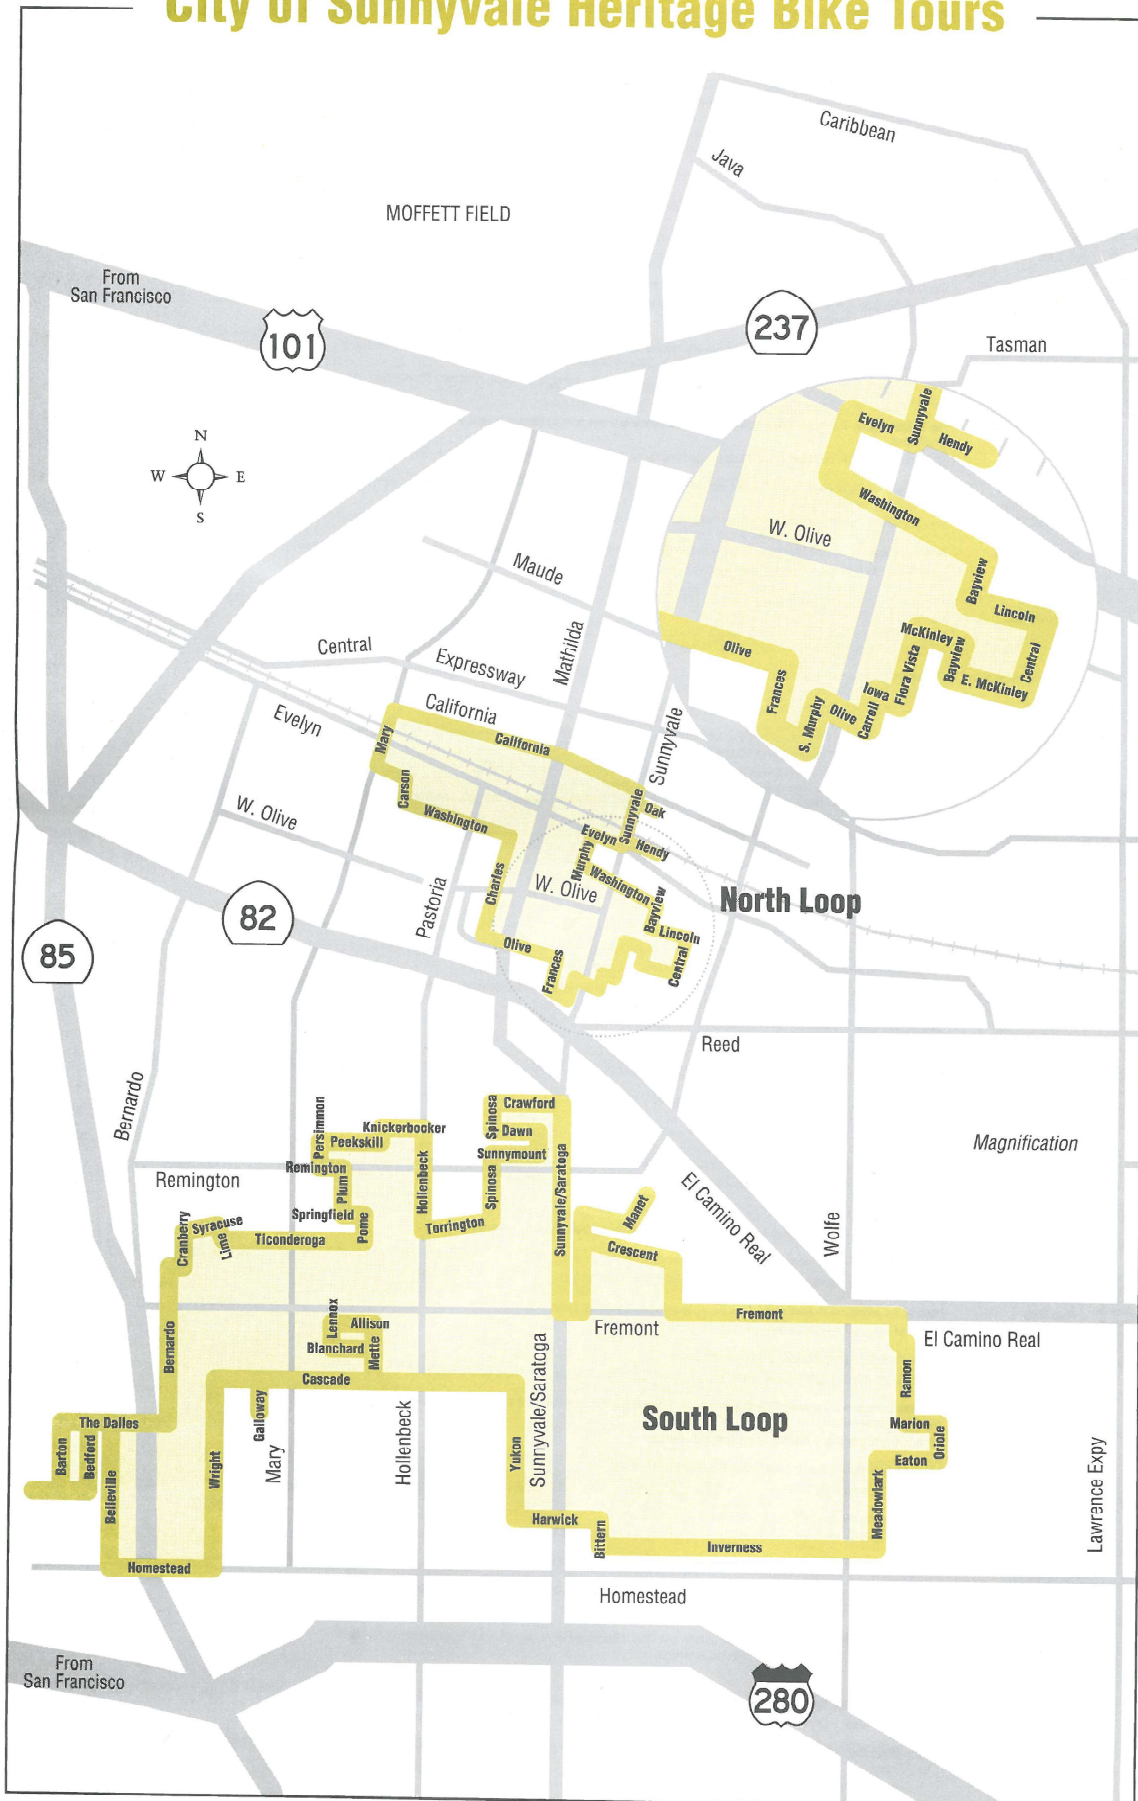 City of Sunnyvale Heritage Bike Tours
Caribbean
Java
MOFFETT FIELD
From
San Francisco
101
237
Tasman
N
W
E
S
Evelyn
Sunnyvale
Hendy
Washington
W. Olive
Bayview
Lincoln
McKinley
Bayview
Central
E. McKinley
Flora Vista
Iowa
Carroll
Olive
S. Murphy
Frances
Olive
Maude
Mathilda
Central
Expressway
California
California
Evelyn
Mary
Sunnyvale
Carson
Washington
Sunnyvale
Oak
Evelyn
Hendy
Murphy
W. Olive
Charles
W. Olive
Washington
Bayview
Lincoln
Central
Pastoria
Olive
Frances
North Loop
82
85
Reed
Bernardo
Persimmon
Knickerbocker
Peekskill
Spinosa
Crawford
Dawn
Sunnymount
Magnification
Remington
Remington
Plum
Hollenbeck
Spinosa
Sunnyvale/Saratoga
El Camino Real
Springfield
Pome
Torrington
Manet
Crescent
Wolfe
Cranberry
Syracuse
Lime
Ticonderoga
Lennox
Allison
Blanchard
Mette
Fremont
Fremont
El Camino Real
Bernardo
Cascade
Sunnyvale/Saratoga
Ramon
The Dalles
Galloway
Mary
Hollenbeck
South Loop
Marion
Oriole
Eaton
Barton
Bedford
Belleville
Wright
Yukon
Meadowlark
Lawrence Expy
Harwick
Bittern
Inverness
Homestead
Homestead
From
San Francisco
280